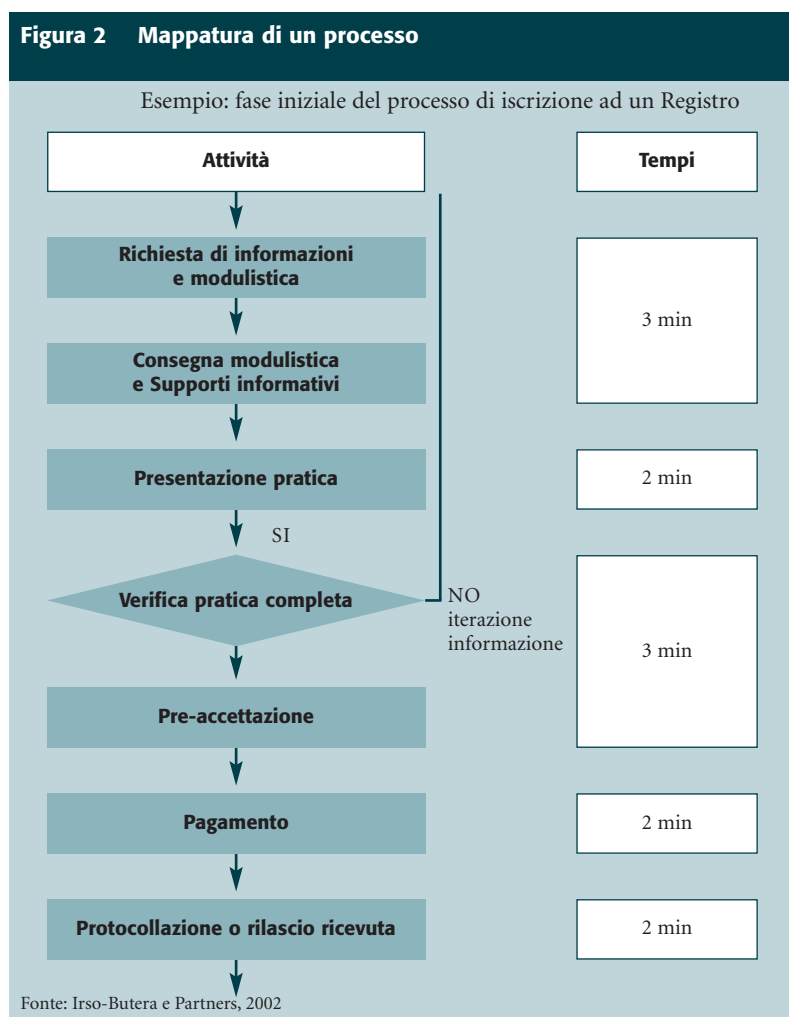 Figura 2 Mappatura di un processo
Esempio: fase iniziale del processo di iscrizione ad un Registro
Attività
Tempi
Richiesta di informazioni
e modulistica
3 min
Consegna modulistica
e Supporti informativi
Presentazione pratica
2 min
SI
Verifica pratica completa
NO
iterazione
informazione
3 min
Pre-accettazione
Pagamento
2 min
Protocollazione o rilascio ricevuta
2 min
Fonte: Irso-Butera e Partners, 2002